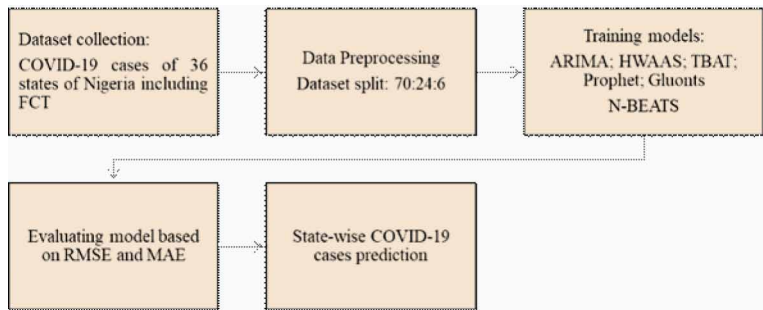 Dataset collection:
COVID-19 cases of 36
states of Nigeria including
FCT
Data Preprocessing
Dataset split: 70:24:6
Training models:
ARIMA; HWAAS; TBAT;
Prophet; Gluonts
N-BEATS
Evaluating model based
on RMSE and MAE
State-wise COVID-19
cases prediction